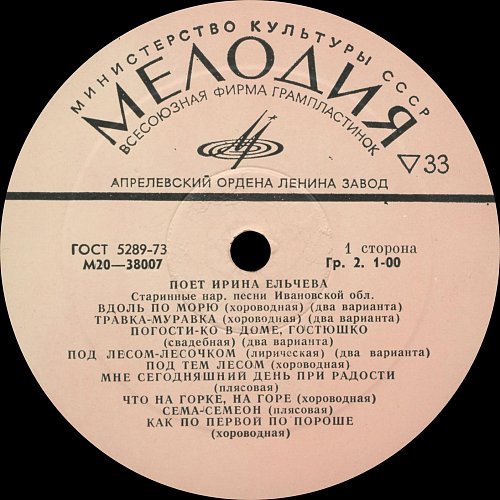 МИНИСТЕРСТВО КУЛЬТУРЫ СССР
МЕЛОДИЯ
ВСЕСОЮЗНАЯ ФИРМА ГРАМПЛАСТИНОК
33
АПРЕЛЕВСКИЙ ОРДЕНА ЛЕНИНА ЗАВОД
ГОСТ 5289-73
1 сторона
М20—38007
Гр. 2. 1-00
ПОЕТ ИРИНА ЕЛЬЧЕВА
Старинные нар. песни Ивановской обл.
ВДОЛЬ ПО МОРЮ (хороводная) (два варианта)
ТРАВКА-МУРАВКА (хороводная) (два варианта)
ПОГОСТИ-КО В ДОМЕ, ГОСТЮШКО
(свадебная) (два варианта)
ПОД ЛЕСОМ-ЛЕСОЧКОМ (лирическая) (два варианта)
ПОД ТЕМ ЛЕСОМ (хороводная)
МНЕ СЕГОДНЯШНИЙ ДЕНЬ ПРИ РАДОСТИ
(плясовая)
ЧТО НА ГОРКЕ, НА ГОРЕ (хороводная)
СЕМА-СЕМЕОН (плясовая)
КАК ПО ПЕРВОЙ ПО ПОРОШЕ
(хороводная)